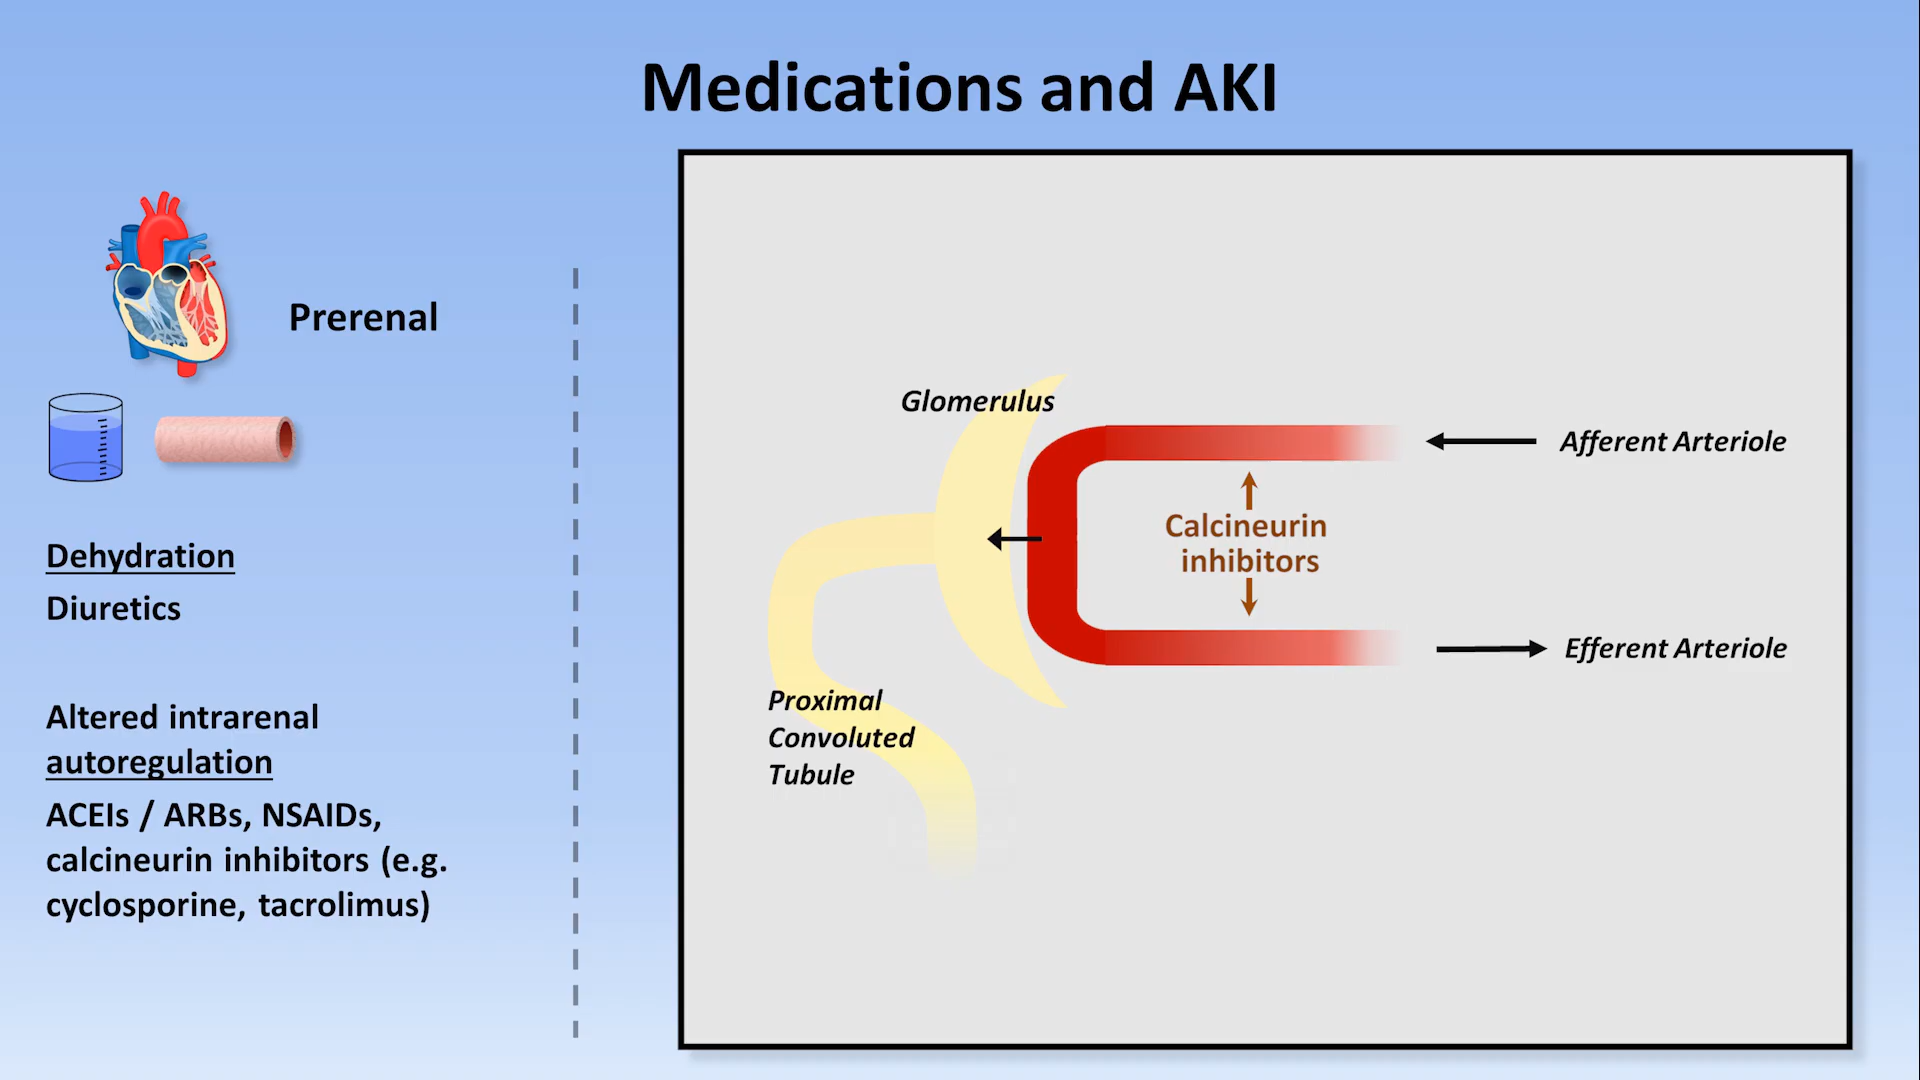 Medications and AKI
Prerenal
Dehydration
Diuretics
Altered intrarenal
autoregulation
ACEIs / ARBs, NSAIDs,
calcineurin inhibitors (e.g.
cyclosporine, tacrolimus)
Glomerulus
Afferent Arteriole
Calcineurin
inhibitors
Efferent Arteriole
Proximal
Convoluted
Tubule